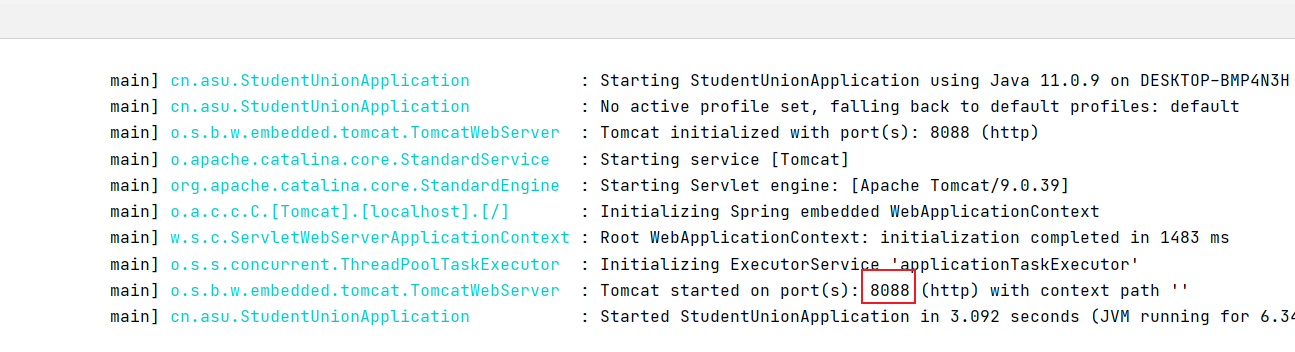 main] cn.asu.StudentUnionApplication : Starting StudentUnionApplication using Java 11.0.9 on DESKTOP-BMP4N3H
main] cn.asu.StudentUnionApplication : No active profile set, falling back to default profiles: default
main] o.s.b.w.embedded.tomcat.TomcatWebServer : Tomcat initialized with port(s): 8088 (http)
main] o.apache.catalina.core.StandardService : Starting service [Tomcat]
main] org.apache.catalina.core.StandardEngine : Starting Servlet engine: [Apache Tomcat/9.0.39]
main] o.a.c.c.C.[Tomcat].[localhost].[/] : Initializing Spring embedded WebApplicationContext
main] w.s.c.ServletWebServerApplicationContext : Root WebApplicationContext: initialization completed in 1483 ms
main] o.s.s.concurrent.ThreadPoolTaskExecutor : Initializing ExecutorService 'applicationTaskExecutor'
main] o.s.b.w.embedded.tomcat.TomcatWebServer : Tomcat started on port(s): 8088 (http) with context path ''
main] cn.asu.StudentUnionApplication : Started StudentUnionApplication in 3.092 seconds (JVM running for 6.34